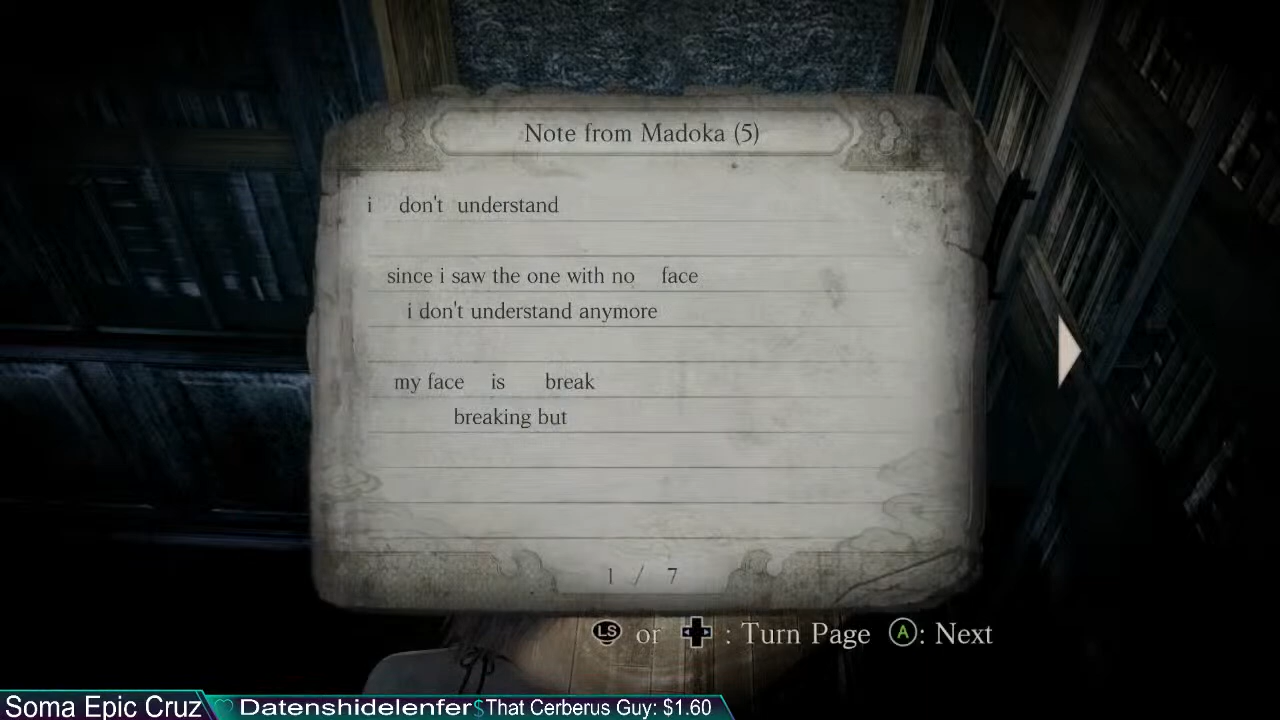 Note from Madoka (5)
i don't understand
since i saw the one with no face
i don't understand anymore
my face is break
breaking but
1 / 7
LS or : Turn Page A: Next
Soma Epic Cruz Datenshidelenfer $That Cerberus Guy: $1.60